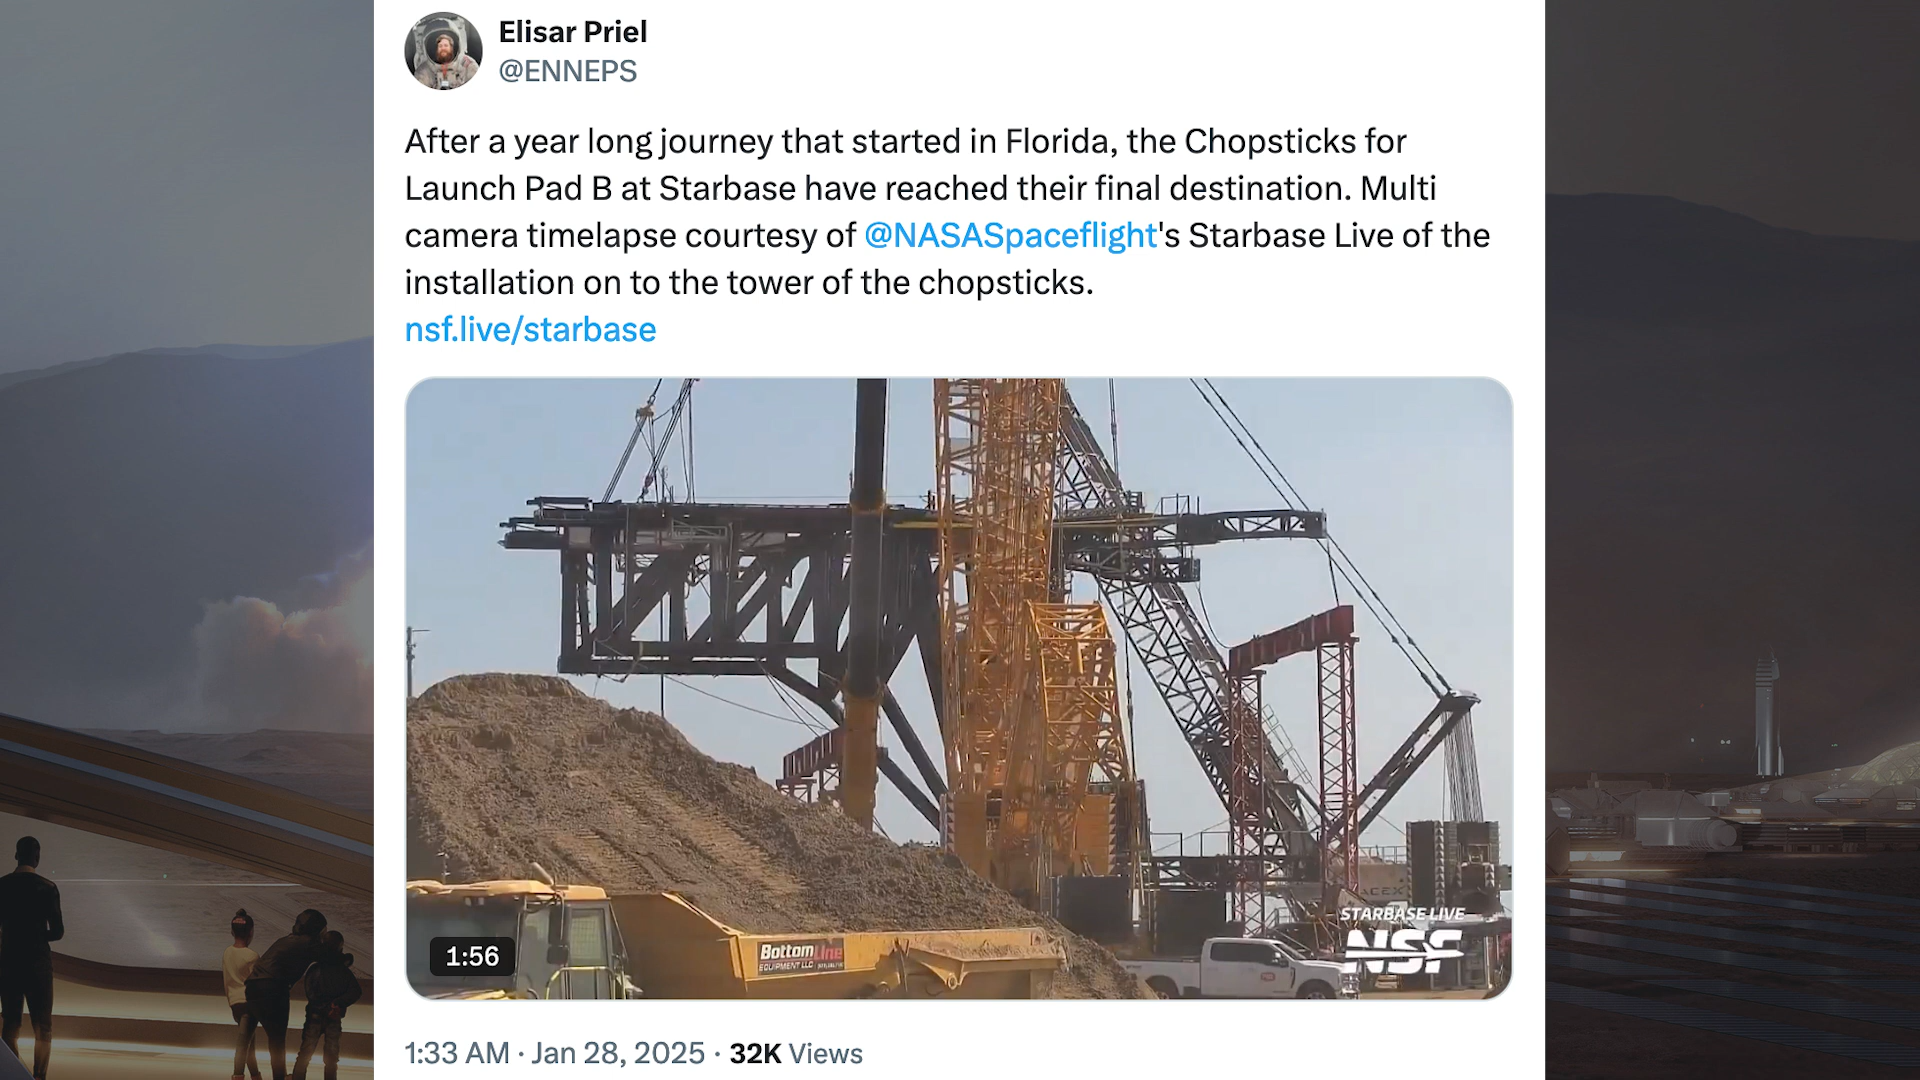 Elisar Priel
@ENNEPS
After a year long journey that started in Florida, the Chopsticks for
Launch Pad B at Starbase have reached their final destination. Multi
camera timelapse courtesy of @NASASpaceflight's Starbase Live of the
installation on to the tower of the chopsticks.
nsf.live/starbase
STARBASE LIVE
NSF
BottomLine
EQUIPMENT LLC
1:56
1:33 AM · Jan 28, 2025 · 32K Views